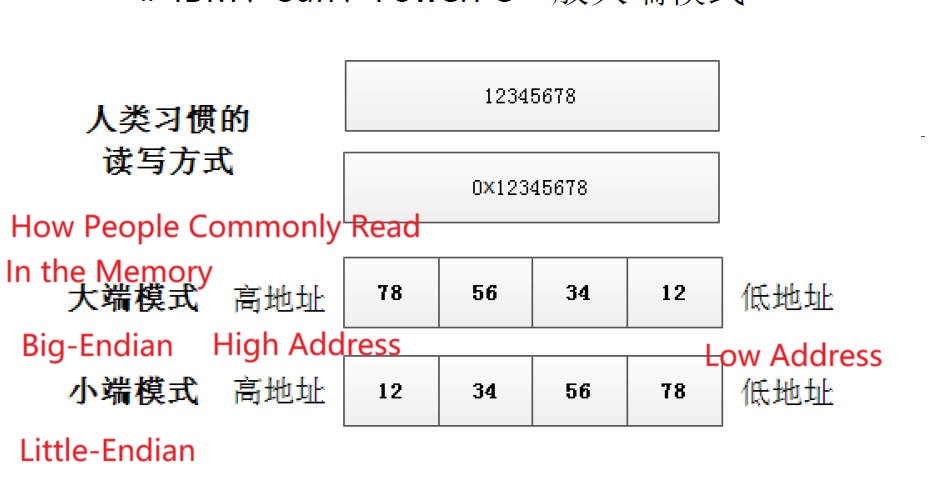 12345678
人类习惯的
读写方式
0x12345678
How People Commonly Read
In the Memory
大端模式 高地址 78 56 34 12 低地址
Big-Endian High Address Low Address
小端模式 高地址 12 34 56 78 低地址
Little-Endian